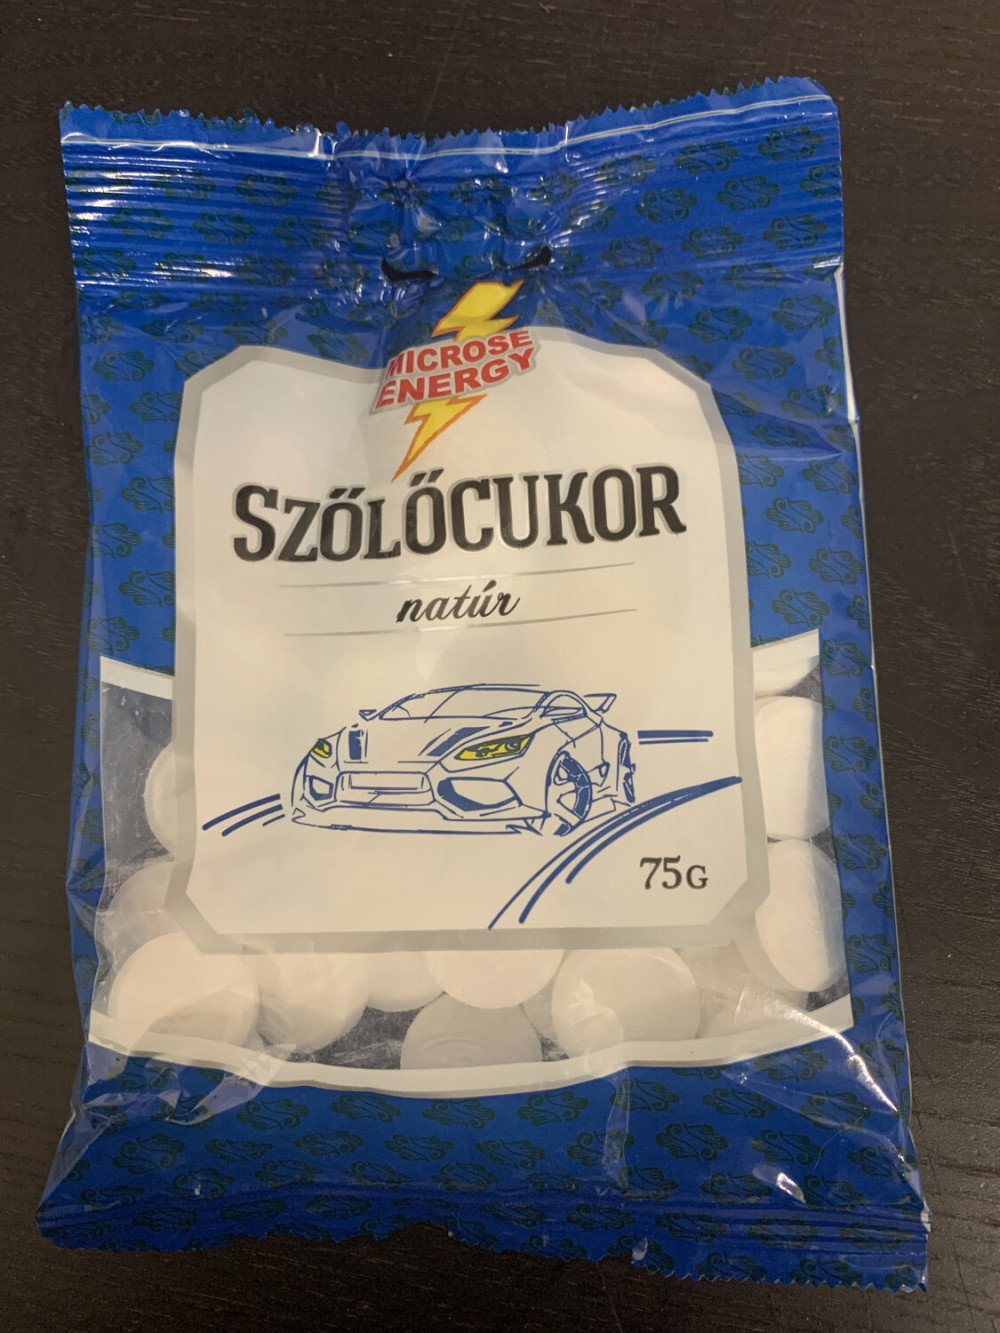 MICROSE
ENERGY
SZŐLŐCUKOR
natúr
75G